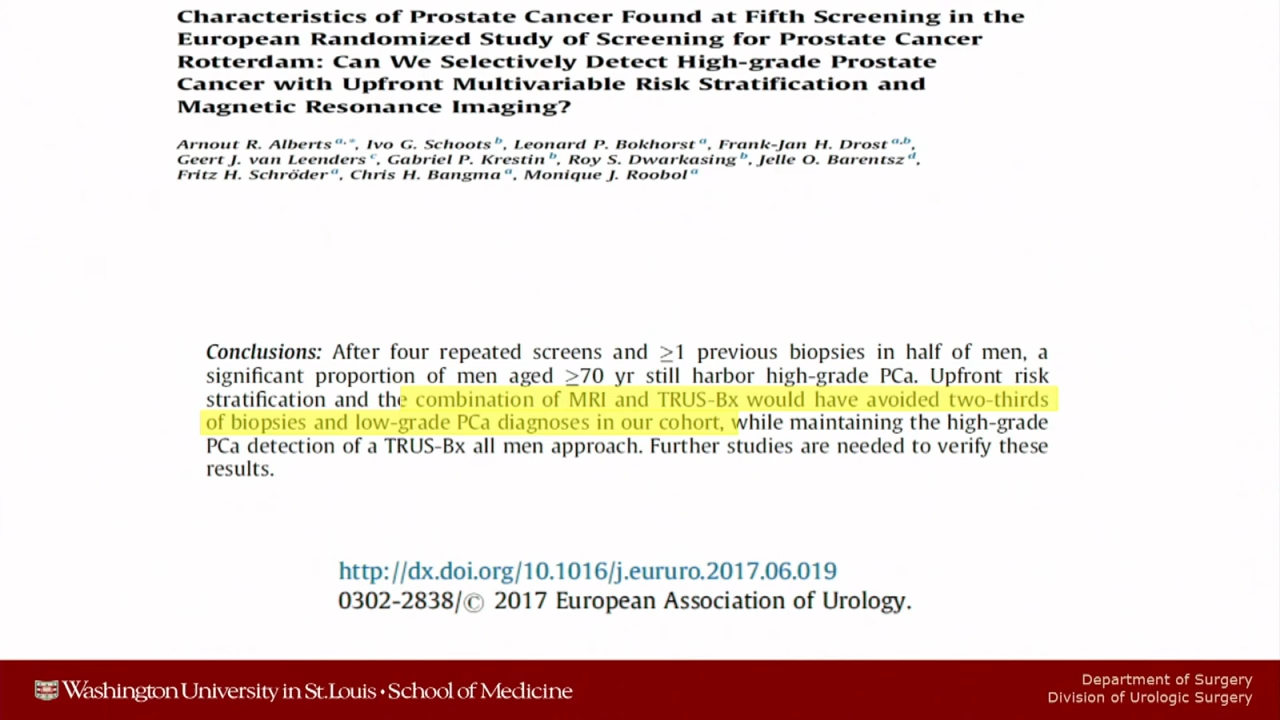 Characteristics of Prostate Cancer Found at Fifth Screening in the
European Randomized Study of Screening for Prostate Cancer
Rotterdam: Can We Selectively Detect High-grade Prostate
Cancer with Upfront Multivariable Risk Stratification and
Magnetic Resonance Imaging?
Arnout R. Alberts a,*, Ivo G. Schoots b, Leonard P. Bokhorst a, Frank-Jan H. Drost a,b,
Geert J. van Leenders c, Gabriel P. Krestin b, Roy S. Dwarkasing b, Jelle O. Barentsz d,
Fritz H. Schröder a, Chris H. Bangma a, Monique J. Roobol a
Conclusions: After four repeated screens and ≥1 previous biopsies in half of men, a
significant proportion of men aged ≥70 yr still harbor high-grade PCa. Upfront risk
stratification and the combination of MRI and TRUS-Bx would have avoided two-thirds
of biopsies and low-grade PCa diagnoses in our cohort, while maintaining the high-grade
PCa detection of a TRUS-Bx all men approach. Further studies are needed to verify these
results.
http://dx.doi.org/10.1016/j.eururo.2017.06.019
0302-2838/© 2017 European Association of Urology.
Washington University in St. Louis • School of Medicine
Department of Surgery
Division of Urologic Surgery